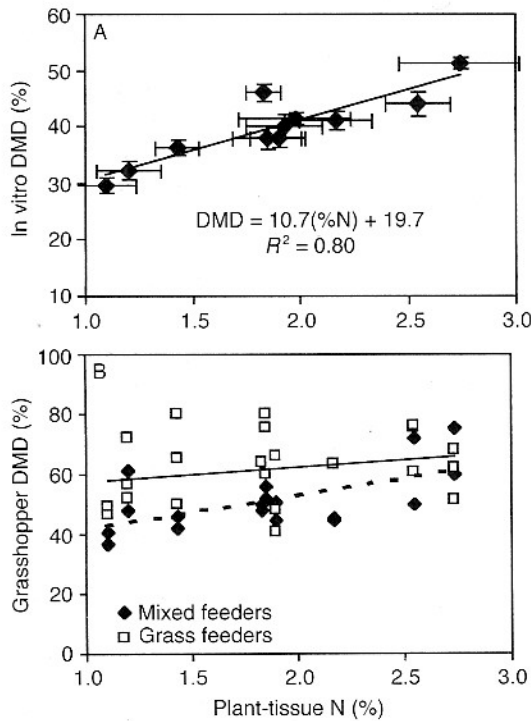 A
60
50
40
30
20
10
In vitro DMD (%)
DMD = 10.7(%N) + 19.7
R² = 0.80
1.0 1.5 2.0 2.5 3.0
B
100
80
60
40
20
0
Grasshopper DMD (%)
Mixed feeders
Grass feeders
1.0 1.5 2.0 2.5 3.0
Plant-tissue N (%)